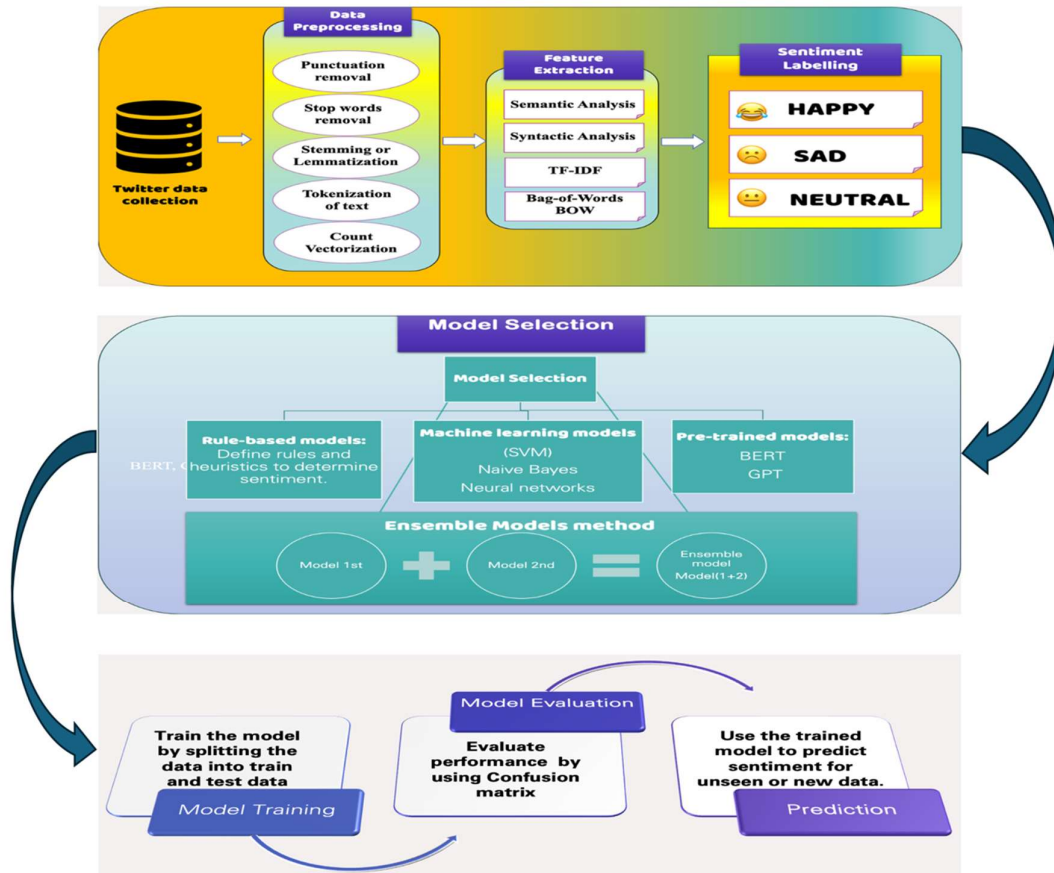 Data
Preprocessing
Punctuation
removal
Stop words
removal
Stemming or
Lemmatization
Tokenization
of text
Count
Vectorization
Twitter data
collection
Feature
Extraction
Semantic Analysis
Syntactic Analysis
TF-IDF
Bag-of-Words
BOW
Sentiment
Labelling
HAPPY
SAD
NEUTRAL
Model Selection
Model Selection
Rule-based models:
Define rules and
BERT, heuristics to determine
sentiment.
Machine learning models
(SVM)
Naive Bayes
Neural networks
Pre-trained models:
BERT
GPT
Ensemble Models method
Model 1st
Model 2nd
Ensemble
model
Model(1+2)
Train the model
by splitting the
data into train
and test data
Model Training
Model Evaluation
Evaluate
performance by
using Confusion
matrix
Use the trained
model to predict
sentiment for
unseen or new data.
Prediction